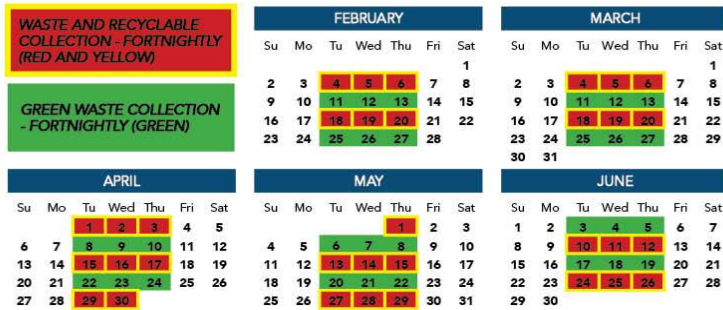 WASTE AND RECYCLABLE
COLLECTION - FORTNIGHTLY
(RED AND YELLOW)
GREEN WASTE COLLECTION
- FORTNIGHTLY (GREEN)
FEBRUARY
Su Mo Tu Wed Thu Fri Sat
1
2 3 4 5 6 7 8
9 10 11 12 13 14 15
16 17 18 19 20 21 22
23 24 25 26 27 28
MARCH
Su Mo Tu Wed Thu Fri Sat
1
2 3 4 5 6 7 8
9 10 11 12 13 14 15
16 17 18 19 20 21 22
23 24 25 26 27 28 29
30 31
APRIL
Su Mo Tu Wed Thu Fri Sat
1 2 3 4 5
6 7 8 9 10 11 12
13 14 15 16 17 18 19
20 21 22 23 24 25 26
27 28 29 30
MAY
Su Mo Tu Wed Thu Fri Sat
1 2 3
4 5 6 7 8 9 10
11 12 13 14 15 16 17
18 19 20 21 22 23 24
25 26 27 28 29 30 31
JUNE
Su Mo Tu Wed Thu Fri Sat
1 2 3 4 5 6 7
8 9 10 11 12 13 14
15 16 17 18 19 20 21
22 23 24 25 26 27 28
29 30